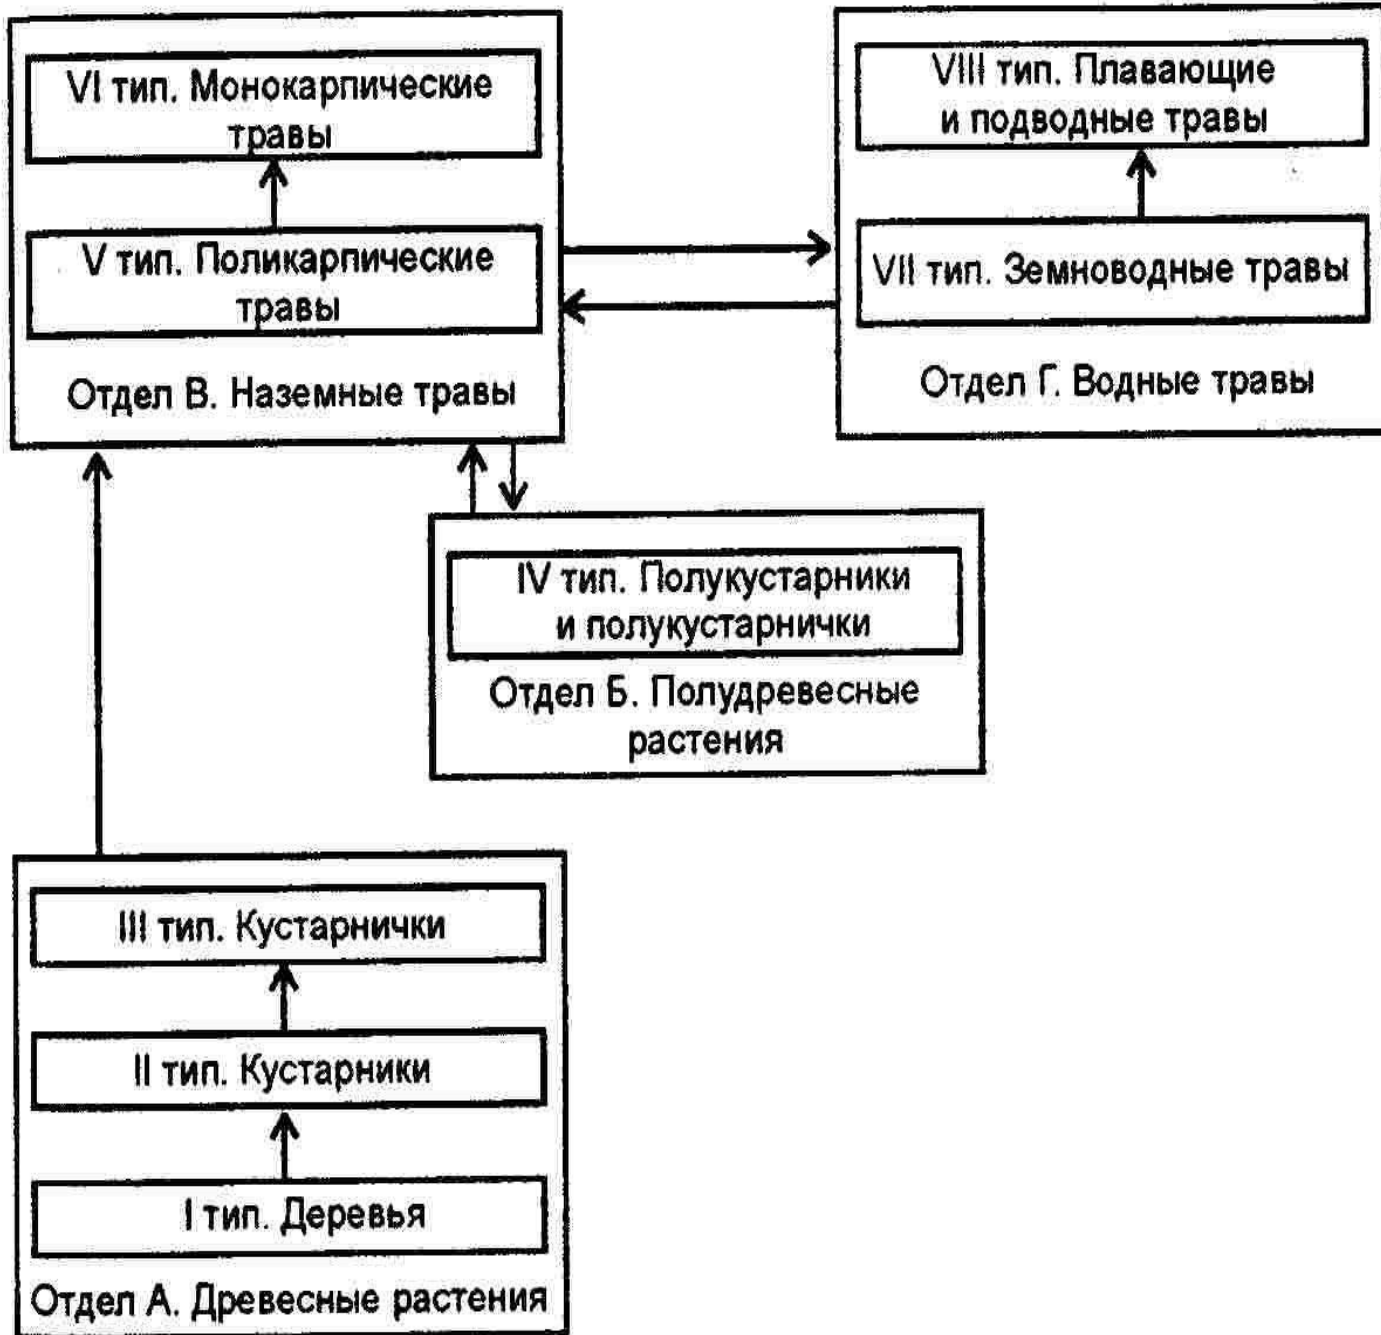 VI тип. Монокарпические
травы
V тип. Поликарпические
травы
Отдел В. Наземные травы
VIII тип. Плавающие
и подводные травы
VII тип. Земноводные травы
Отдел Г. Водные травы
IV тип. Полукустарники
и полукустарнички
Отдел Б. Полудревесные
растения
III тип. Кустарнички
II тип. Кустарники
I тип. Деревья
Отдел А. Древесные растения